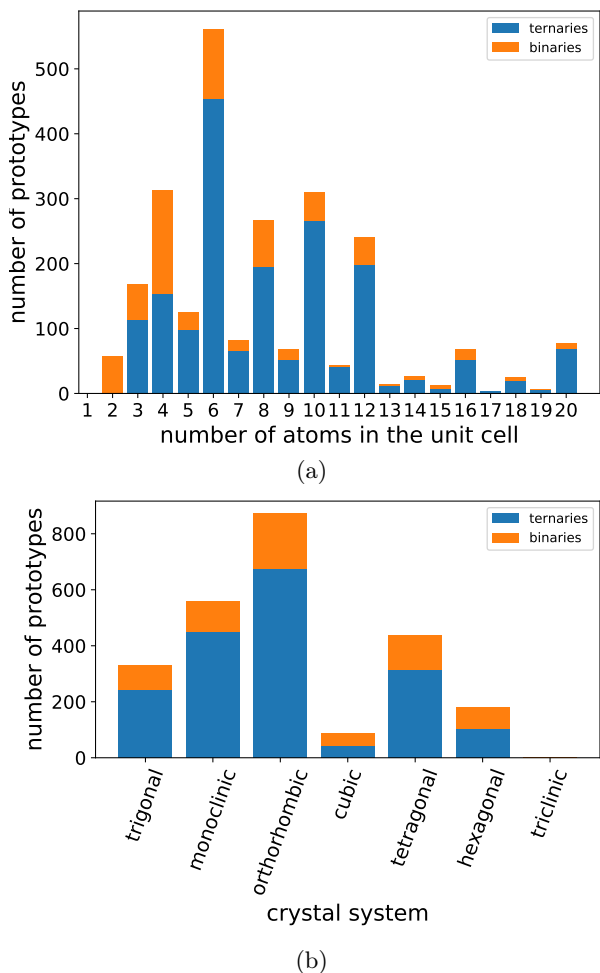 ternaries
binaries
500
400
300
200
100
0
number of prototypes
1 2 3 4 5 6 7 8 9 10 11 12 13 14 15 16 17 18 19 20
number of atoms in the unit cell
(a)
ternaries
binaries
800
600
400
200
0
number of prototypes
trigonal
monoclinic
orthorhombic
cubic
tetragonal
hexagonal
triclinic
crystal system
(b)